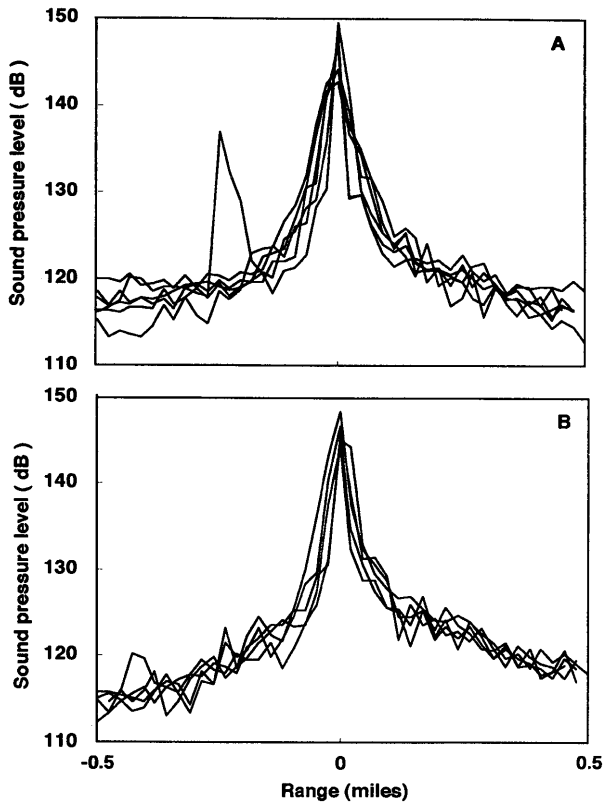 150
A
140
130
120
110
Sound pressure level ( dB )
150
B
140
130
120
110
Sound pressure level ( dB )
-0.5
0
0.5
Range (miles)